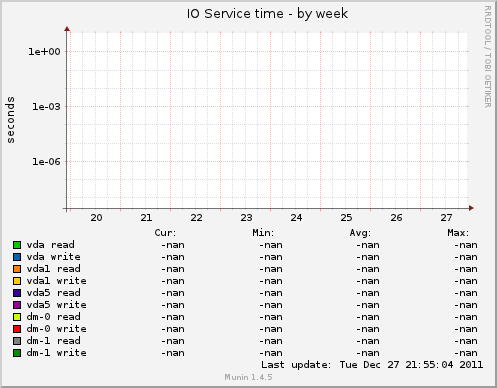 IO Service time - by week
RRDTOOL / TOBI OETIKER
seconds
1e+00
1e-03
1e-06
20 21 22 23 24 25 26 27
Cur: Min: Avg: Max:
vda read -nan -nan -nan -nan
vda write -nan -nan -nan -nan
vda1 read -nan -nan -nan -nan
vda1 write -nan -nan -nan -nan
vda5 read -nan -nan -nan -nan
vda5 write -nan -nan -nan -nan
dm-0 read -nan -nan -nan -nan
dm-0 write -nan -nan -nan -nan
dm-1 read -nan -nan -nan -nan
dm-1 write -nan -nan -nan -nan
Last update: Tue Dec 27 21:55:04 2011
Munin 1.4.5